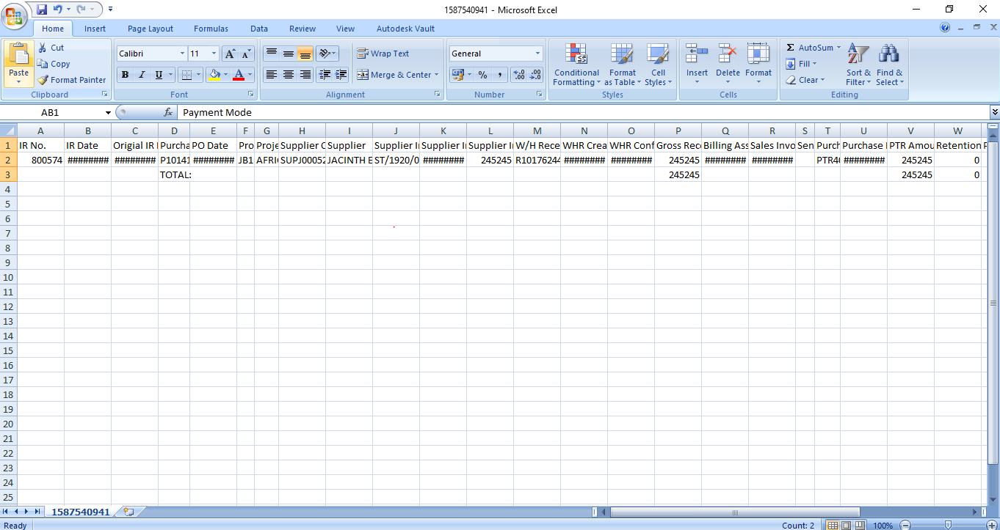 1587540941 - Microsoft Excel
Home Insert Page Layout Formulas Data Review View Autodesk Vault
Paste Cut Copy Format Painter Clipboard
Calibri 11 B I U Font
Wrap Text Merge & Center Alignment
General % , Number
Conditional Formatting Format as Table Cell Styles Styles
Insert Delete Format Cells
Σ AutoSum Fill Clear Sort & Filter Find & Select Editing
AB1 fx Payment Mode
A B C D E F G H I J K L M N O P Q R S T U V W
1 IR No. IR Date Origial IR Purcha PO Date Pro Proje Supplier C Supplier Supplier In Supplier In Supplier In W/H Rece WHR Crea WHR Conf Gross Rece Billing Ass Sales Invo Sen Purch Purchase PTR Amou Retention
2 800574 ######## ######## P10141 ######## JB1 AFRI SUPJ00052 JACINTH E ST/1920/0 ######## 245245 R10176244 ######## ######## 245245 ######## ######## PTR40 ######## 245245 0
3 TOTAL: 245245 245245 0
4
5
6
7
8
9
10
11
12
13
14
15
16
17
18
19
20
21
22
23
24
25
1587540941
Ready Count: 2 100%